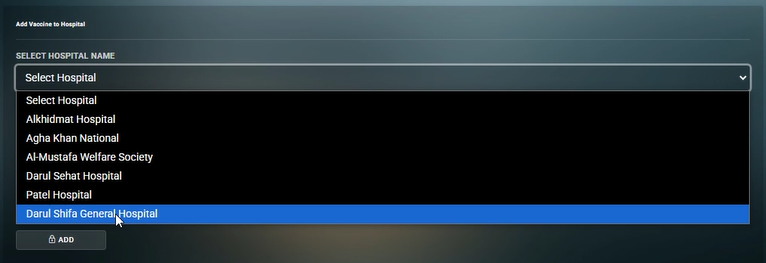 Add Vaccine to Hospital
SELECT HOSPITAL NAME
Select Hospital
Select Hospital
Alkhidmat Hospital
Agha Khan National
Al-Mustafa Welfare Society
Darul Sehat Hospital
Patel Hospital
Darul Shifa General Hospital
ADD